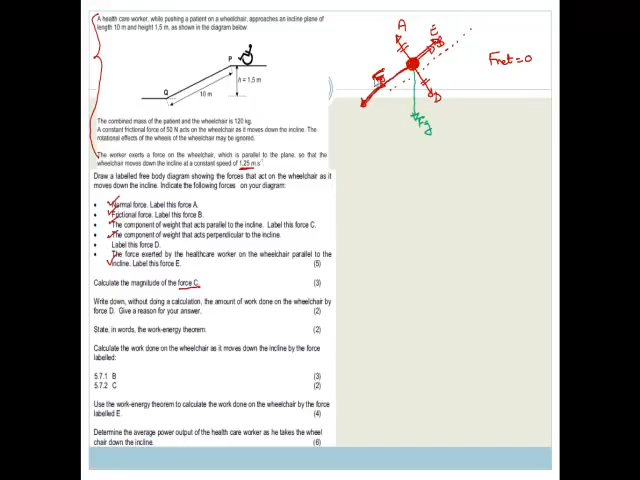 A health care worker, while pushing a patient on a wheelchair, approaches an incline plane of
length 10 m and height 1,5 m, as shown in the diagram below.
P
h = 1,5 m
Q
10 m
The combined mass of the patient and the wheelchair is 120 kg.
A constant frictional force of 50 N acts on the wheelchair as it moves down the incline. The
rotational effects of the wheels of the wheelchair may be ignored.
The worker exerts a force on the wheelchair, which is parallel to the plane, so that the
wheelchair moves down the incline at a constant speed of 1,25 m.s⁻¹
Draw a labelled free body diagram showing the forces that act on the wheelchair as it
moves down the incline. Indicate the following forces on your diagram:
• Normal force. Label this force A.
• Frictional force. Label this force B.
• The component of weight that acts parallel to the incline. Label this force C.
• The component of weight that acts perpendicular to the incline.
• Label this force D.
• The force exerted by the healthcare worker on the wheelchair parallel to the
incline. Label this force E. (5)
Calculate the magnitude of the force C. (3)
Write down, without doing a calculation, the amount of work done on the wheelchair by
force D. Give a reason for your answer. (2)
State, in words, the work-energy theorem. (2)
Calculate the work done on the wheelchair as it moves down the incline by the force
labelled:
5.7.1 B (3)
5.7.2 C (2)
Use the work-energy theorem to calculate the work done on the wheelchair by the force
labelled E. (4)
Determine the average power output of the health care worker as he takes the wheel
chair down the incline. (6)
A
E
B
D
Fg
Fnet=0